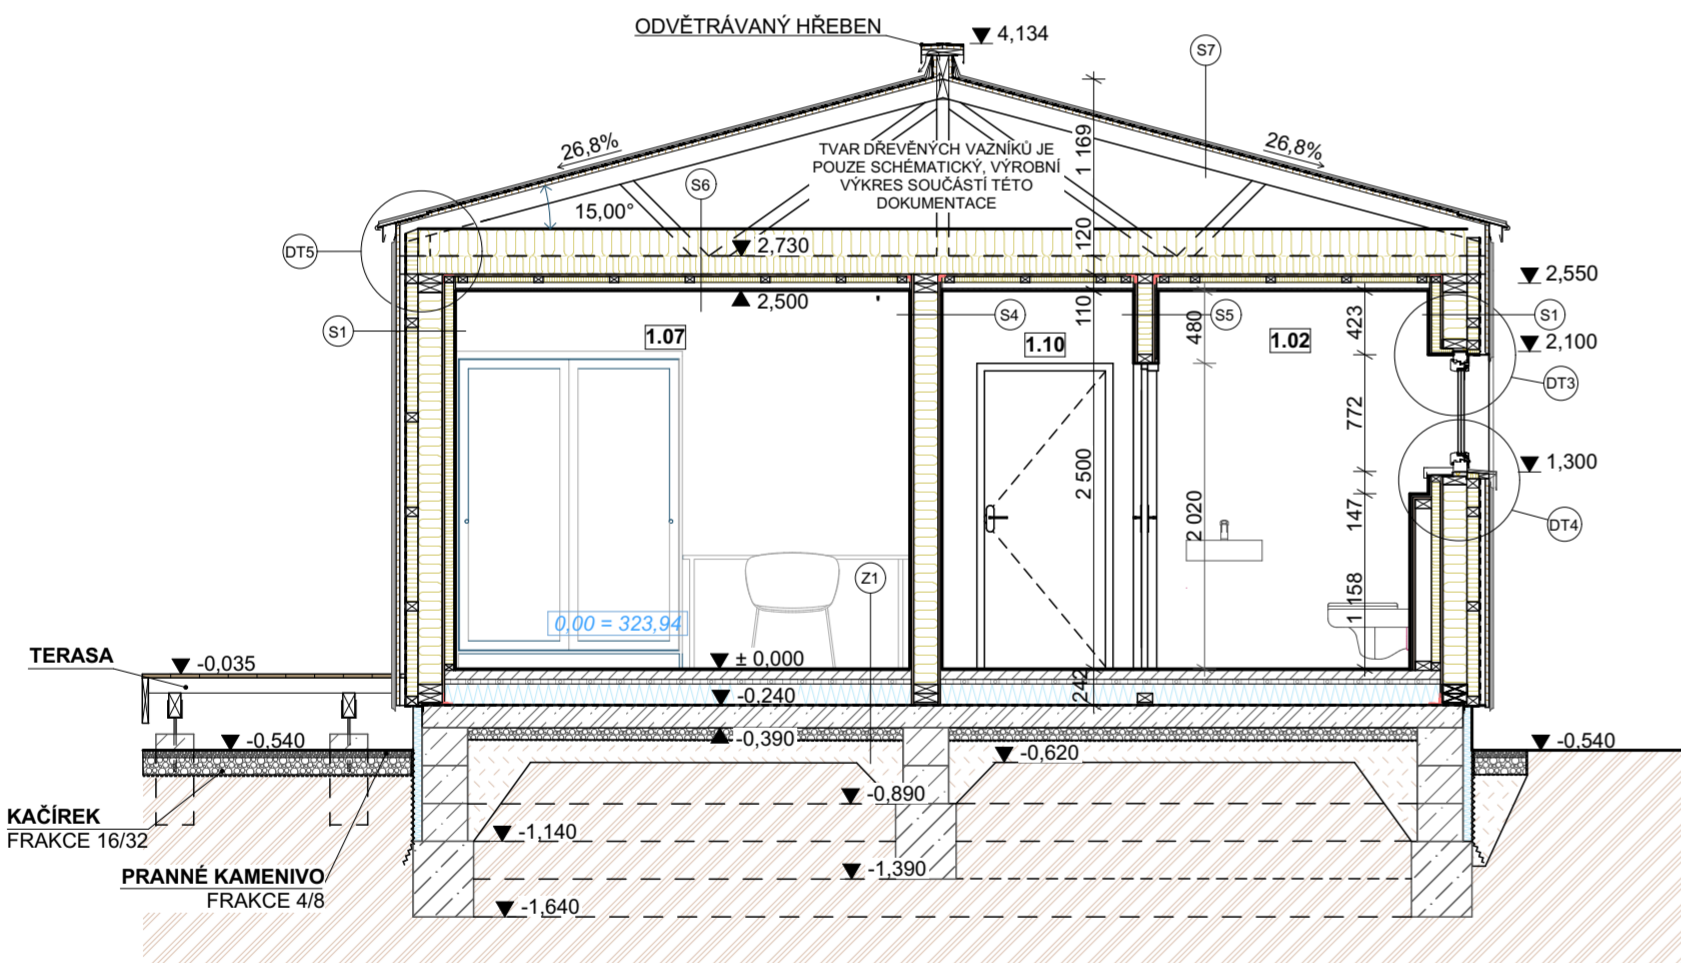 ODVĚTRÁVANÝ HŘEBEN
4,134
S7
1 169
26,8%
26,8%
TVAR DŘEVĚNÝCH VAZNÍKŮ JE
POUZE SCHÉMATICKÝ, VÝROBNÍ
VÝKRES SOUČÁSTÍ TÉTO
DOKUMENTACE
S6
15,00°
DT5
2,730
120
2,550
2,500
110
S1
S4
S5
S1
1.07
1.10
1.02
480
423
2,100
DT3
772
1,300
2 500
2 020
147
DT4
Z1
1 158
0,00 = 323,94
TERASA
-0,035
± 0,000
242
-0,240
-0,540
-0,390
-0,620
-0,540
-0,890
KAČÍREK
FRAKCE 16/32
-1,140
PRANNÉ KAMENIVO
FRAKCE 4/8
-1,390
-1,640